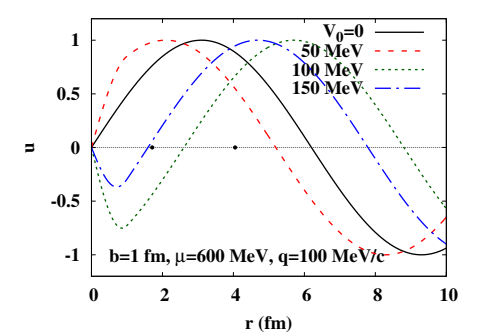 V₀=0
50 MeV
100 MeV
150 MeV
1
0.5
0
-0.5
-1
u
b=1 fm, μ=600 MeV, q=100 MeV/c
0 2 4 6 8 10
r (fm)